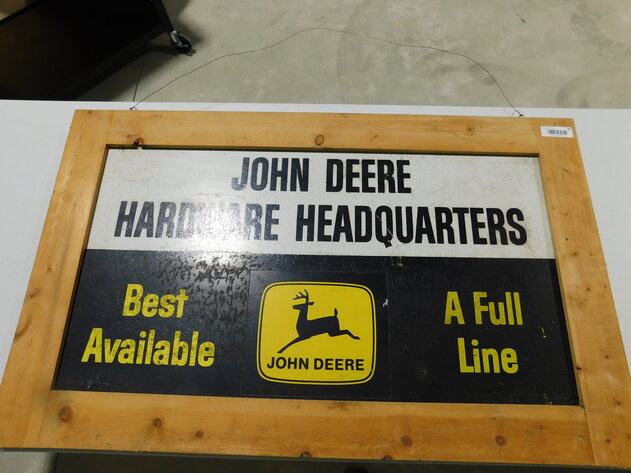 JOHN DEERE
HARDWARE HEADQUARTERS
Best
Available
JOHN DEERE
A Full
Line